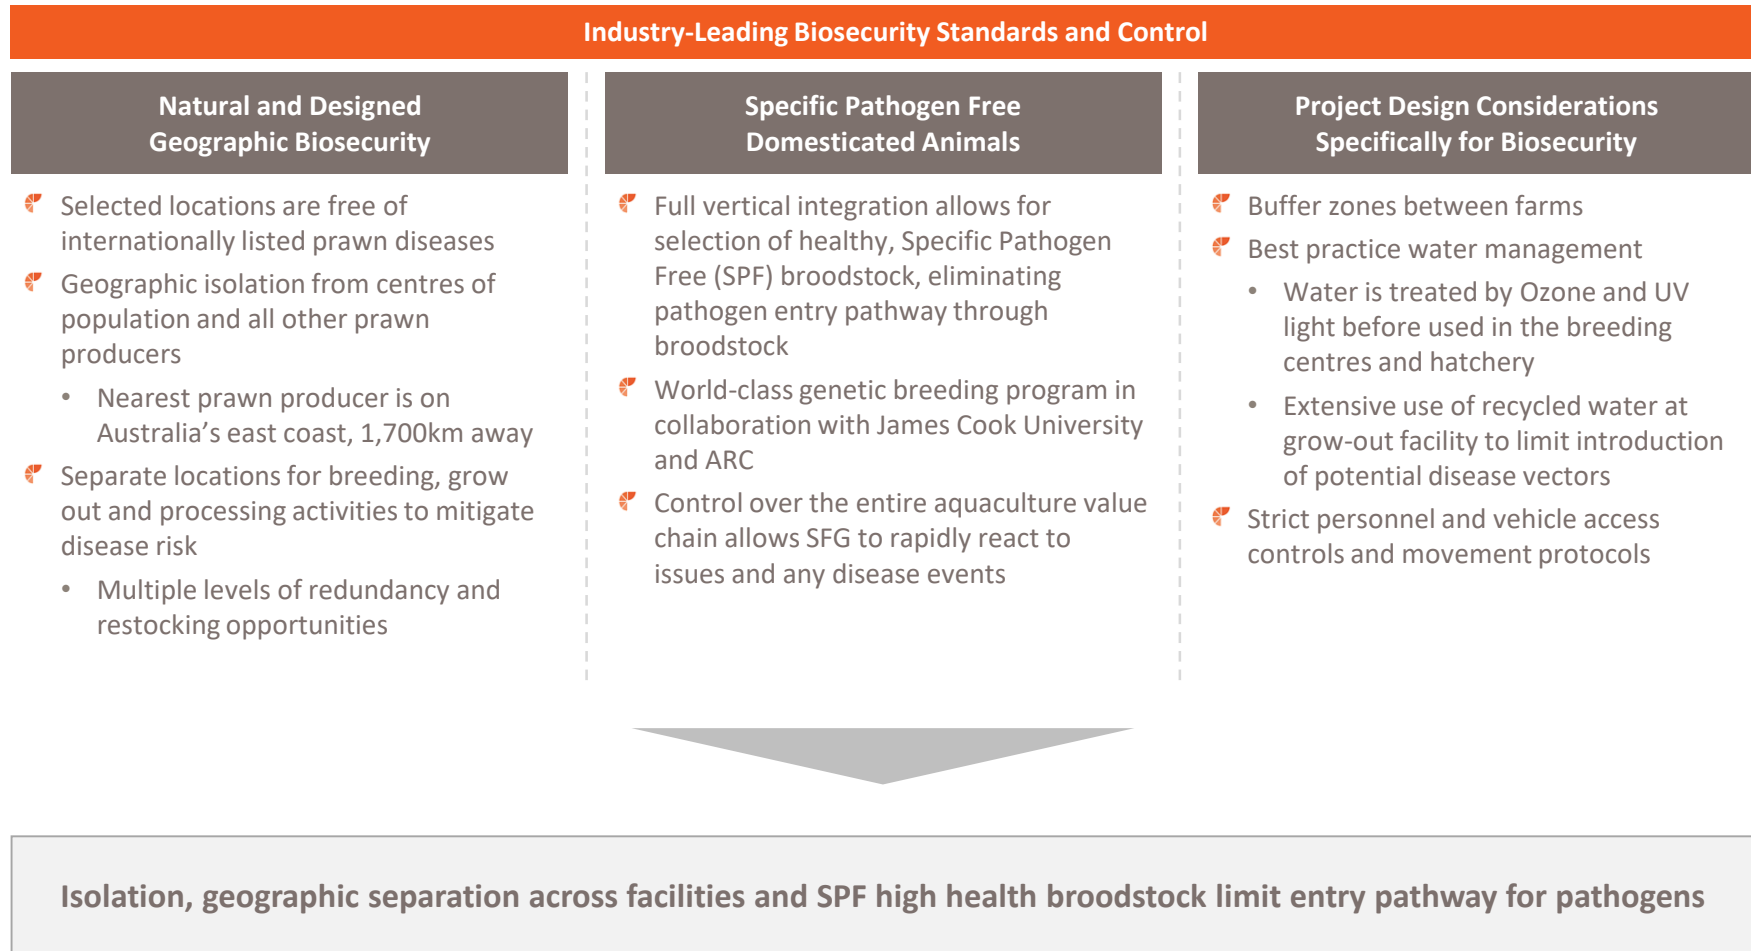 Industry-Leading Biosecurity Standards and Control
Natural and Designed
Geographic Biosecurity
Selected locations are free of
internationally listed prawn diseases
Geographic isolation from centres of
population and all other prawn
producers
• Nearest prawn producer is on
Australia's east coast, 1,700km away
Separate locations for breeding, grow
out and processing activities to mitigate
disease risk
• Multiple levels of redundancy and
restocking opportunities
Specific Pathogen Free
Domesticated Animals
Full vertical integration allows for
selection of healthy, Specific Pathogen
Free (SPF) broodstock, eliminating
pathogen entry pathway through
broodstock
World-class genetic breeding program in
collaboration with James Cook University
and ARC
Control over the entire aquaculture value
chain allows SFG to rapidly react to
issues and any disease events
Project Design Considerations
Specifically for Biosecurity
Buffer zones between farms
Best practice water management
• Water is treated by Ozone and UV
light before used in the breeding
centres and hatchery
• Extensive use of recycled water at
grow-out facility to limit introduction
of potential disease vectors
Strict personnel and vehicle access
controls and movement protocols
Isolation, geographic separation across facilities and SPF high health broodstock limit entry pathway for pathogens